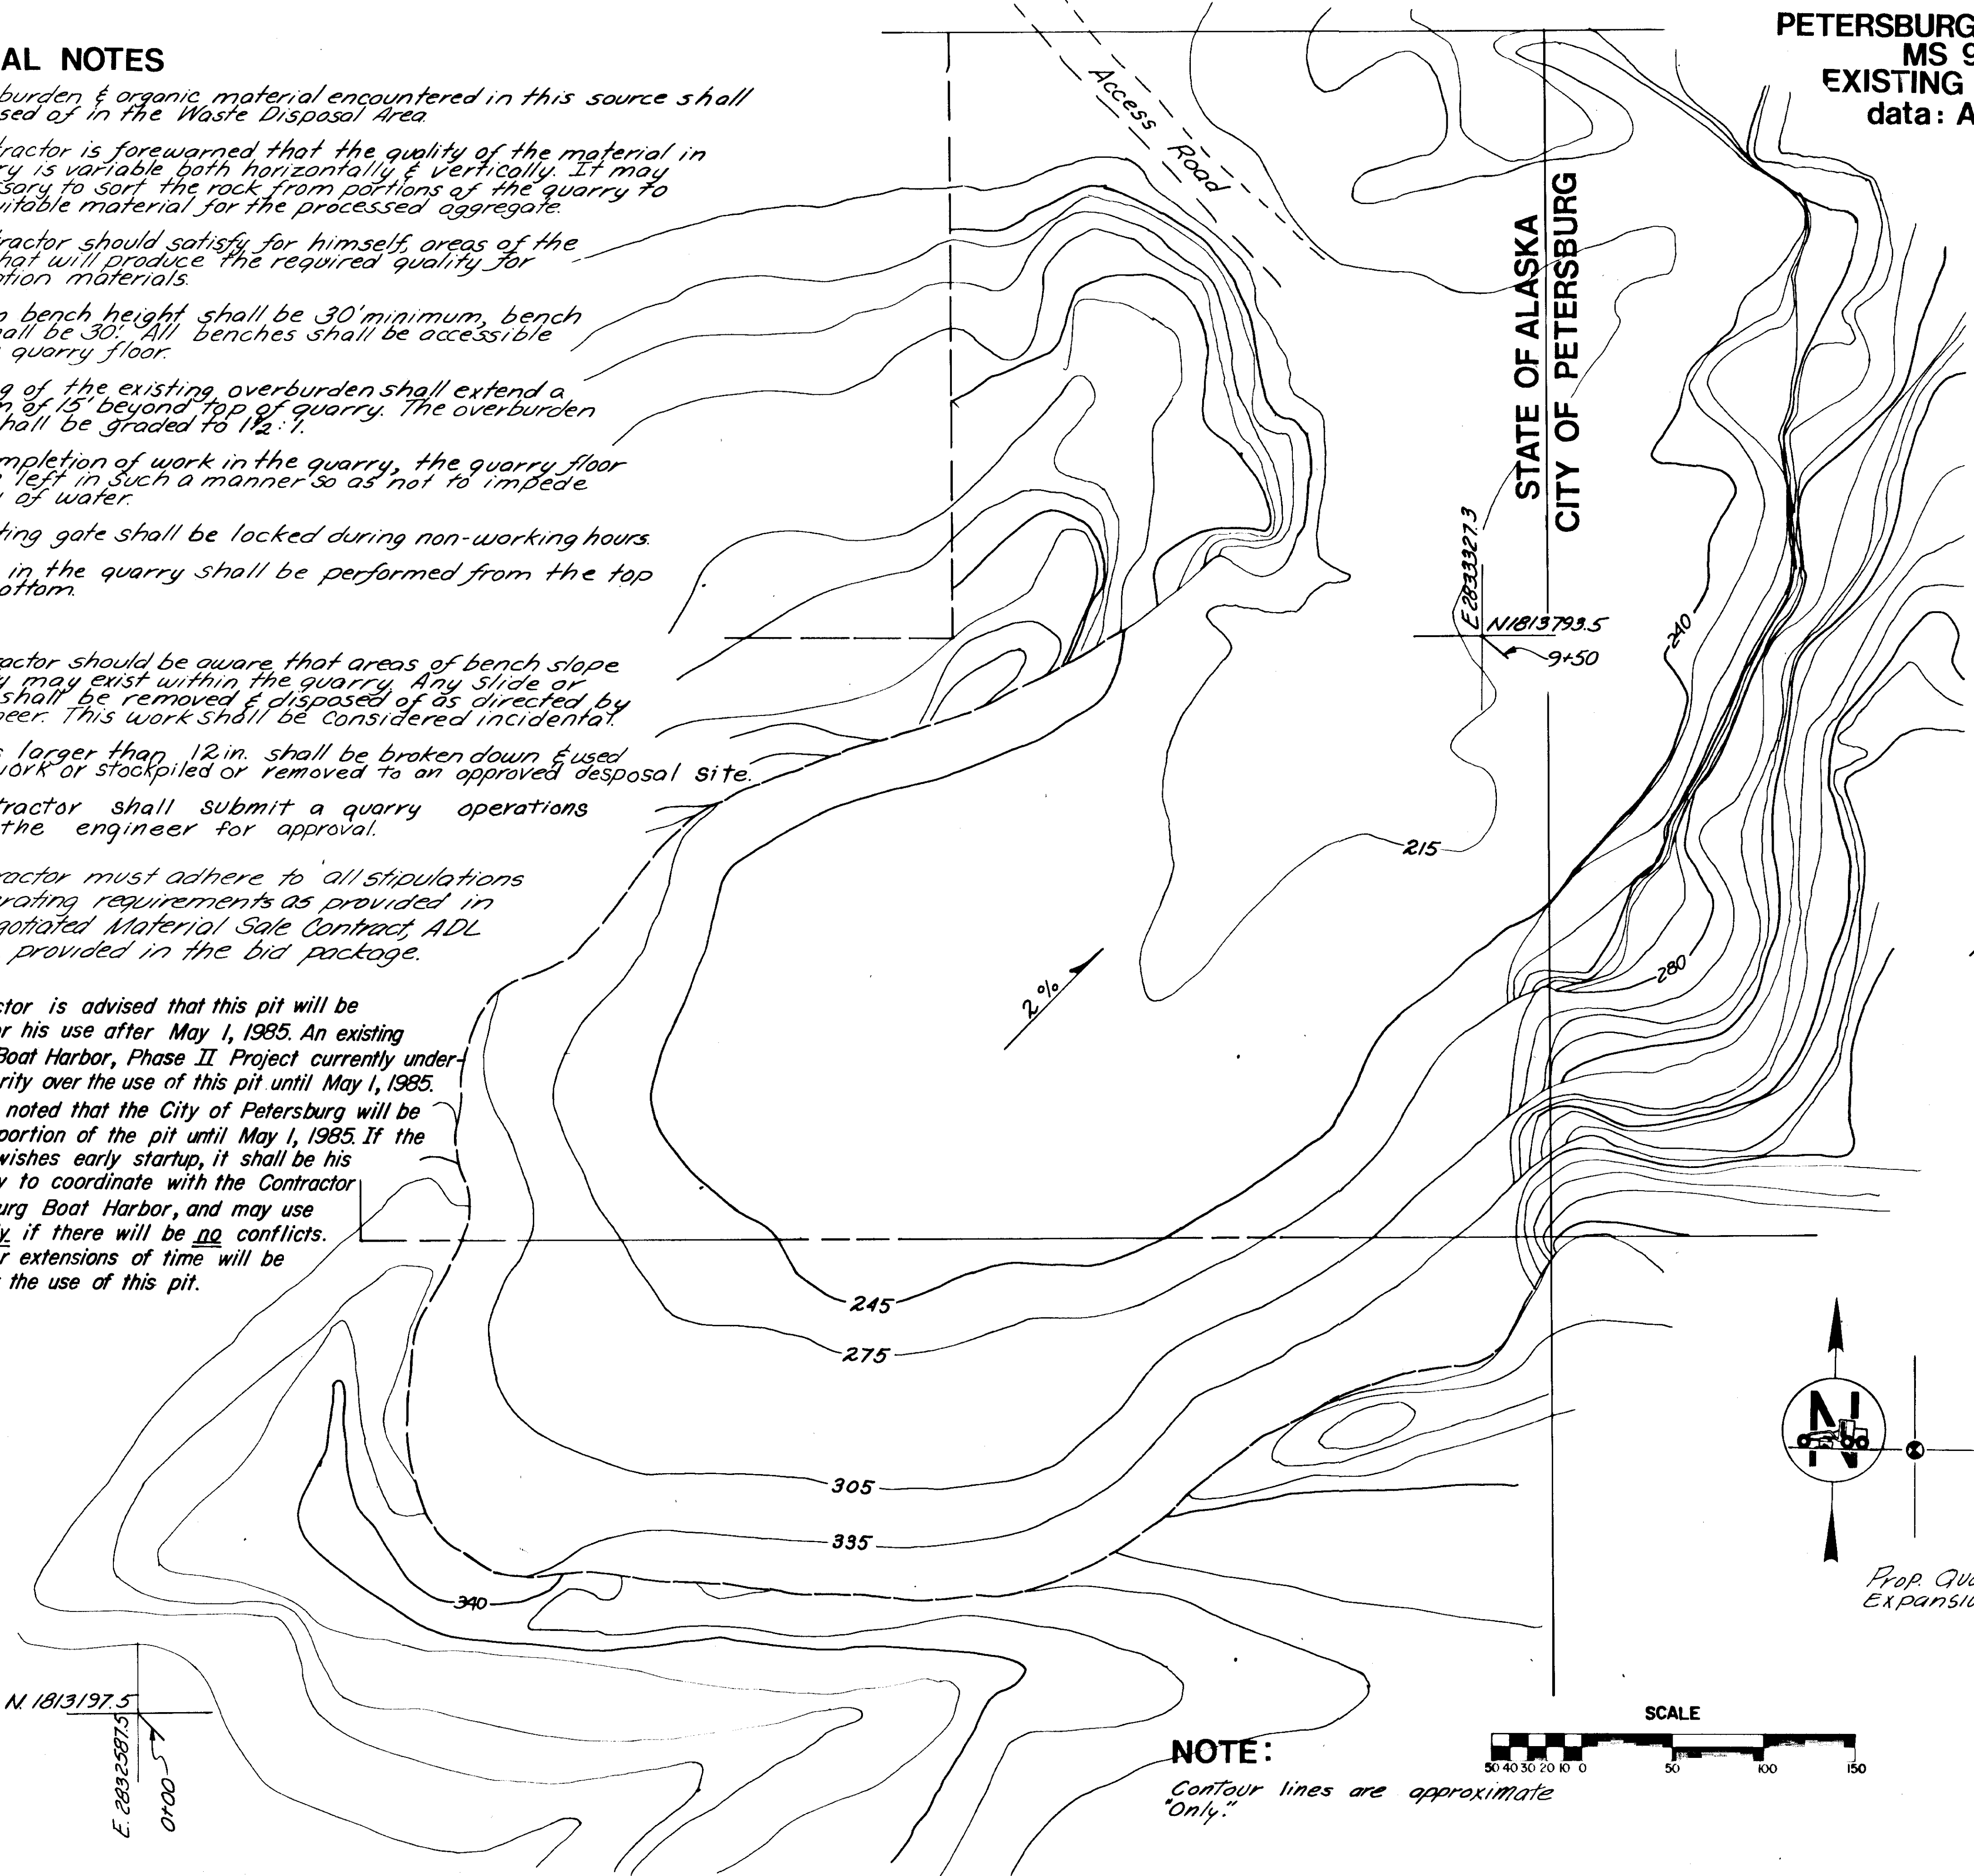 AL NOTES
burden & organic material encountered in this source shall
sed of in the Waste Disposal Area.
ractor is forewarned that the quality of the material in
ry is variable both horizontally & vertically. It may
sary to sort the rock from portions of the quarry to
uitable material for the processed aggregate.
ractor should satisfy for himself, areas of the
hat will produce the required quality for
ation materials.
n bench height shall be 30' minimum, bench
hall be 30'. All benches shall be accessible
quarry floor.
g of the existing overburden shall extend a
m of 15' beyond top of quarry. The overburden
hall be graded to 1½:1.
mpletion of work in the quarry, the quarry floor
left in such a manner so as not to impede
of water.
ting gate shall be locked during non-working hours.
in the quarry shall be performed from the top
ottom.
ractor should be aware that areas of bench slope
y may exist within the quarry. Any slide or
shall be removed & disposed of as directed by
neer. This work shall be considered incidental.
s larger than 12 in. shall be broken down & used
work or stockpiled or removed to an approved desposal site.
tractor shall submit a quarry operations
the engineer for approval.
ractor must adhere to all stipulations
rating requirements as provided in
gotiated Material Sale Contract, ADL
provided in the bid package.
ctor is advised that this pit will be
or his use after May 1, 1985. An existing
Boat Harbor, Phase II Project currently under-
rity over the use of this pit until May 1, 1985.
noted that the City of Petersburg will be
portion of the pit until May 1, 1985. If the
wishes early startup, it shall be his
y to coordinate with the Contractor
urg Boat Harbor, and may use
y if there will be no conflicts.
r extensions of time will be
the use of this pit.
PETERSBURG
MS 9
EXISTING
data: A
Access Road
STATE OF ALASKA
CITY OF PETERSBURG
E 2833327.3
N1813793.5
9+50
240
215
280
2%
245
275
305
335
340
N
Prop. Qu
Expansi
N. 1813197.5
E. 2832587.5
0+00
SCALE
50 40 30 20 10 0 50 100 150
NOTE:
Contour lines are approximate
"Only."